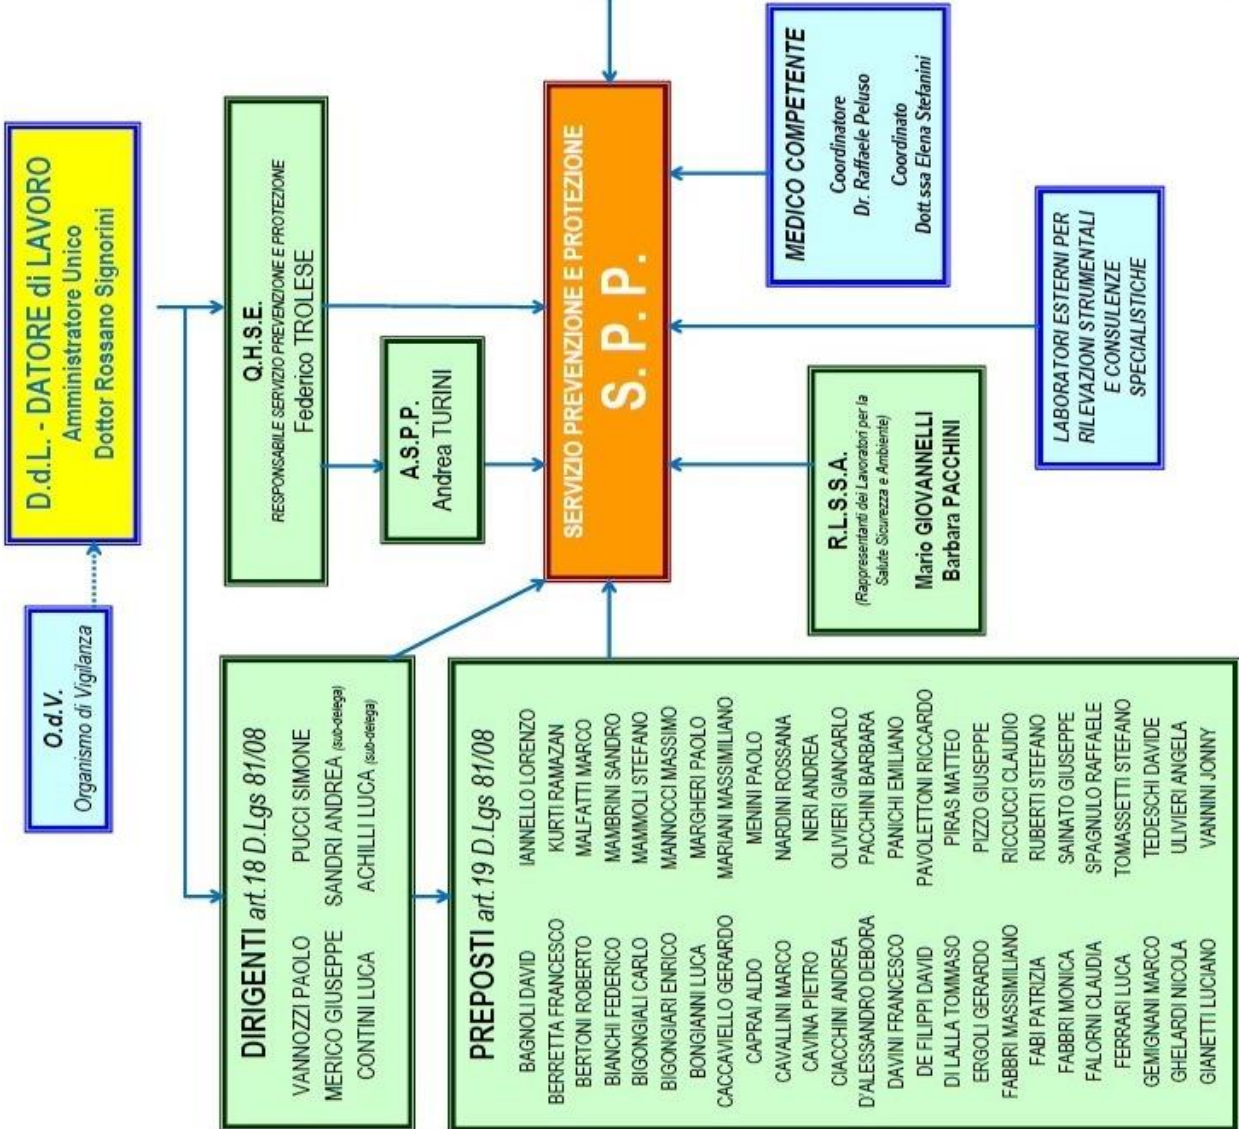 O.d.V.
Organismo di Vigilanza
D.d.L. - DATORE di LAVORO
Amministratore Unico
Dottor Rossano Signorini
DIRIGENTI art.18 D.Lgs 81/08
VANNOZZI PAOLO PUCCI SIMONE
MERICO GIUSEPPE SANDRI ANDREA (sub-delega)
CONTINI LUCA ACHILLI LUCA (sub-delega)
Q.H.S.E.
RESPONSABILE SERVIZIO PREVENZIONE E PROTEZIONE
Federico TROLESE
A.S.P.P.
Andrea TURINI
PREPOSTI art.19 D.Lgs 81/08
BAGNOLI DAVID IANNELLO LORENZO
BERRETTA FRANCESCO KURTI RAMAZAN
BERTONI ROBERTO MALFATTI MARCO
BIANCHI FEDERICO MAMBRINI SANDRO
BIGONGIALI CARLO MAMMOLI STEFANO
BIGONGIARI ENRICO MANNOCCI MASSIMO
BONGIANNI LUCA MARGHERI PAOLO
CACCAVIELLO GERARDO MARIANI MASSIMILIANO
CAPRAI ALDO MENINI PAOLO
CAVALLINI MARCO NARDINI ROSSANA
CAVINA PIETRO NERI ANDREA
CIACCHINI ANDREA OLIVIERI GIANCARLO
D'ALESSANDRO DEBORA PACCHINI BARBARA
DAVINI FRANCESCO PANICHI EMILIANO
DE FILIPPI DAVID PAVOLETTONI RICCARDO
DI LALLA TOMMASO PIRAS MATTEO
ERGOLI GERARDO PIZZO GIUSEPPE
FABBRI MASSIMILIANO RICCUCCI CLAUDIO
FABI PATRIZIA RUBERTI STEFANO
FABBRI MONICA SAINATO GIUSEPPE
FALORNI CLAUDIA SPAGNULO RAFFAELE
FERRARI LUCA TOMASSETTI STEFANO
GEMIGNANI MARCO TEDESCHI DAVIDE
GHELARDI NICOLA ULIVIERI ANGELA
GIANETTI LUCIANO VANNINI JONNY
SERVIZIO PREVENZIONE E PROTEZIONE
S. P. P.
R.L.S.S.A.
(Rappresentanti dei Lavoratori per la
Salute Sicurezza e Ambiente)
Mario GIOVANNELLI
Barbara PACCHINI
MEDICO COMPETENTE
Coordinatore
Dr. Raffaele Peluso
Coordinato
Dott.ssa Elena Stefanini
LABORATORI ESTERNI PER
RILEVAZIONI STRUMENTALI
E CONSULENZE
SPECIALISTICHE